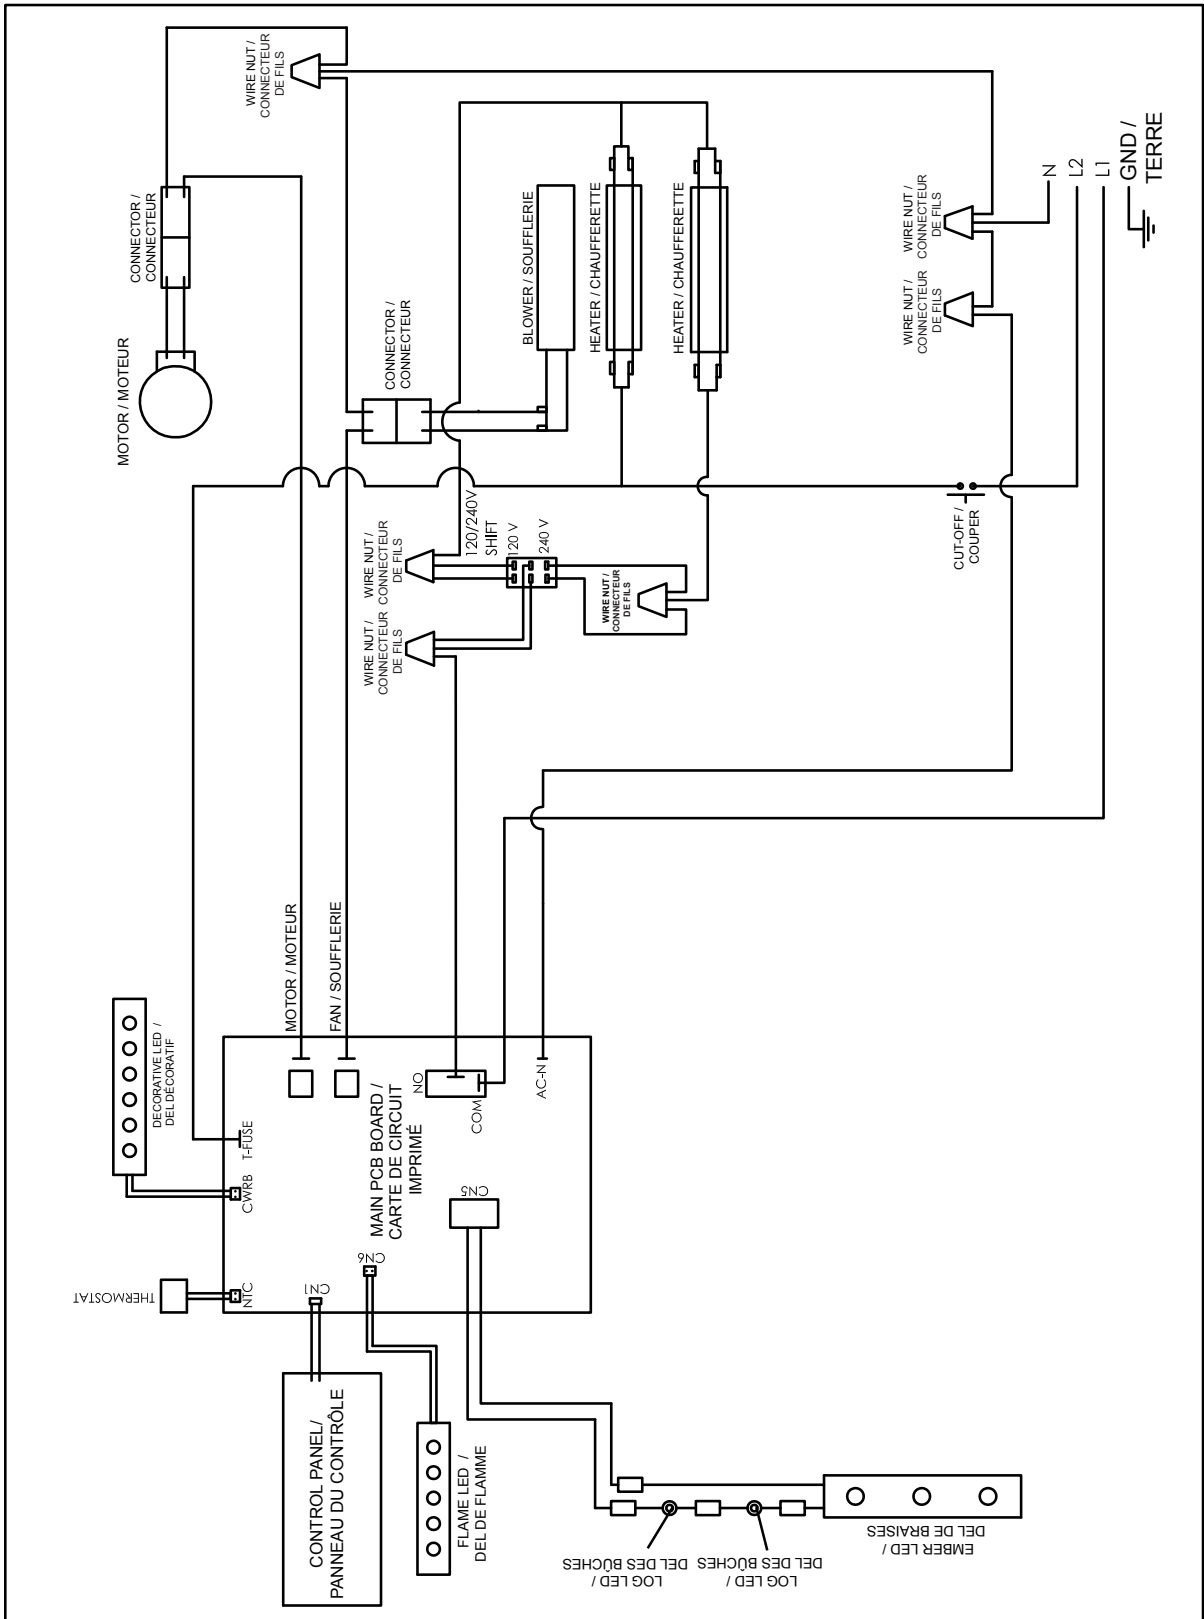 WIRE NUT /
CONNECTEUR
DE FILS
CONNECTOR /
CONNECTEUR
MOTOR / MOTEUR
CONNECTOR /
CONNECTEUR
BLOWER / SOUFFLERIE
HEATER / CHAUFFERETTE
HEATER / CHAUFFERETTE
WIRE NUT /
CONNECTEUR
DE FILS
WIRE NUT /
CONNECTEUR
DE FILS
N
L2
L1
GND /
TERRE
CUT-OFF /
COUPER
WIRE NUT /
CONNECTEUR
DE FILS
WIRE NUT /
CONNECTEUR
DE FILS
120/240V
SHIFT
120 V
240 V
WIRE NUT /
CONNECTEUR
DE FILS
MOTOR / MOTEUR
FAN / SOUFFLERIE
DECORATIVE LED /
DEL DÉCORATIF
T-FUSE
CWRB
NO
COM
AC-N
MAIN PCB BOARD /
CARTE DE CIRCUIT
IMPRIMÉ
CN5
CN6
THERMOSTAT
NTC
CN1
CONTROL PANEL/
PANNEAU DU CONTRÔLE
FLAME LED /
DEL DE FLAMME
LOG LED /
DEL DES BÛCHES
LOG LED /
DEL DES BÛCHES
EMBER LED /
DEL DE BRAISES